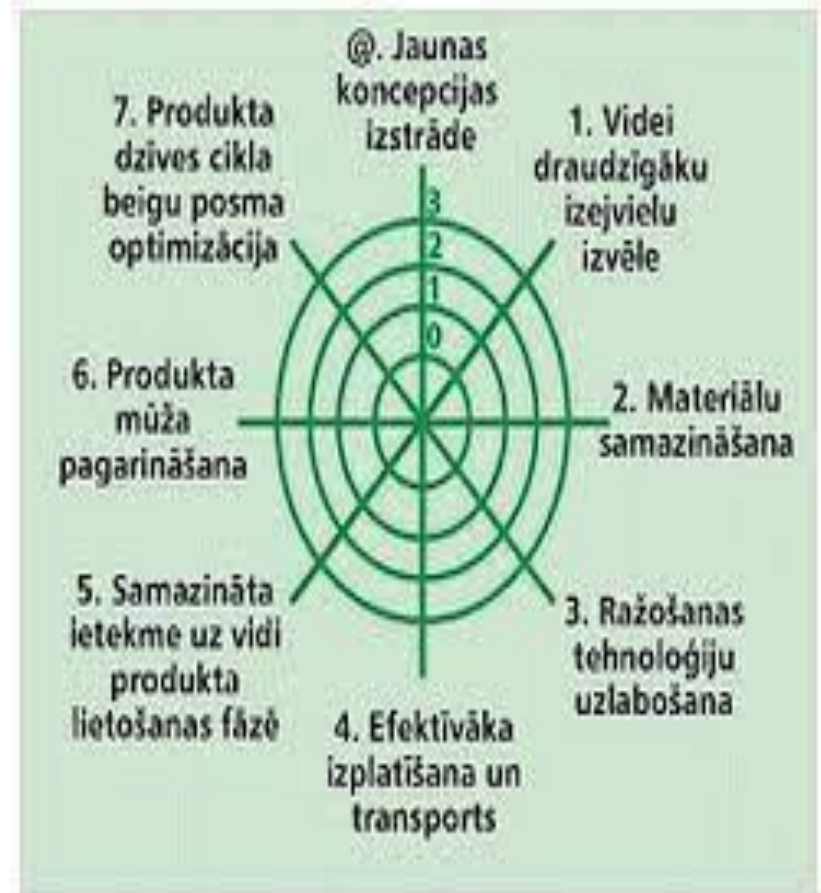 @. Jaunas
koncepcijas
izstrāde
1. Videi
draudzīgāku
izejvielu
izvēle
2. Materiālu
samazināšana
3. Ražošanas
tehnoloģiju
uzlabošana
4. Efektīvāka
izplatīšana un
transports
5. Samazināta
ietekme uz vidi
produkta
lietošanas fāzē
6. Produkta
mūža
pagarināšana
7. Produkta
dzīves cikla
beigu posma
optimizācija
3
2
1
0